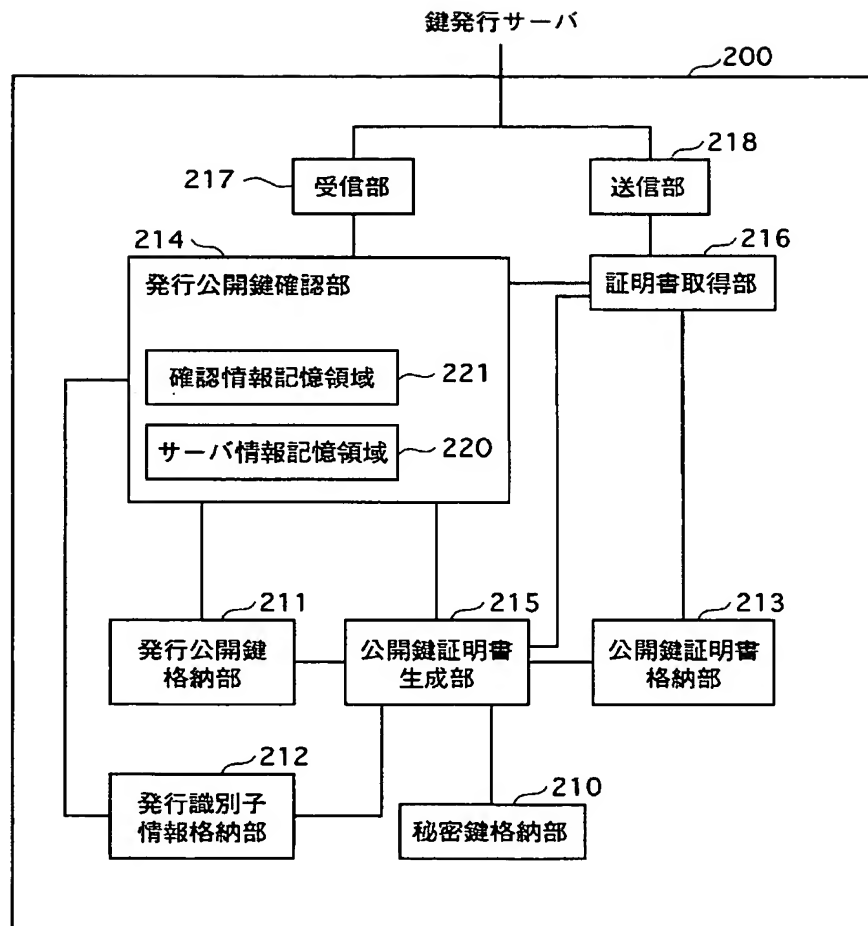 鍵発行サーバ
200
218
217
受信部
送信部
214
216
発行公開鍵確認部
証明書取得部
確認情報記憶領域
221
サーバ情報記憶領域
220
211
215
213
発行公開鍵
格納部
公開鍵証明書
生成部
公開鍵証明書
格納部
212
210
発行識別子
情報格納部
秘密鍵格納部